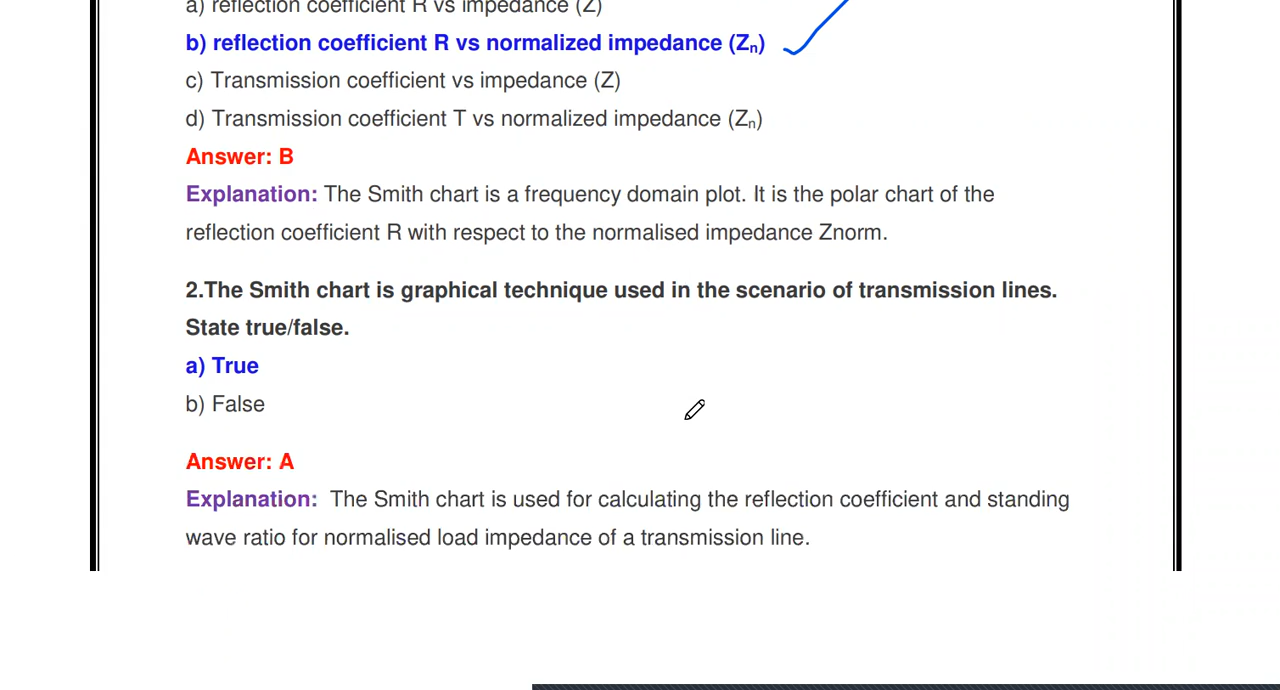 a) reflection coefficient R vs impedance (Z)
b) reflection coefficient R vs normalized impedance (Zₙ)
c) Transmission coefficient vs impedance (Z)
d) Transmission coefficient T vs normalized impedance (Zₙ)
Answer: B
Explanation: The Smith chart is a frequency domain plot. It is the polar chart of the
reflection coefficient R with respect to the normalised impedance Znorm.
2.The Smith chart is graphical technique used in the scenario of transmission lines.
State true/false.
a) True
b) False
Answer: A
Explanation:  The Smith chart is used for calculating the reflection coefficient and standing
wave ratio for normalised load impedance of a transmission line.